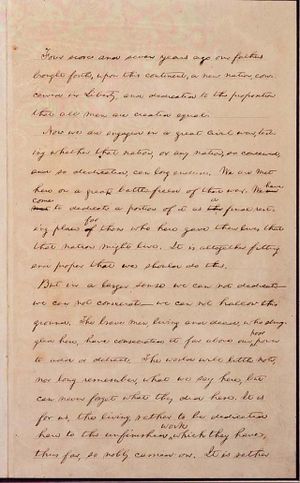 Four score and seven years ago our fathers
brought forth, upon this continent, a new nation, con-
ceived in Liberty, and dedicated to the proposition
that all men are created equal.
Now we are engaged in a great civil war, test-
ing whether that nation, or any nation, so conceived,
and so dedicated, can long endure. We are met
here on a great battlefield of that war. We have
come to dedicate a portion of it as a final rest-
ing place for those who here gave their lives that
that nation might live. It is altogether fitting
and proper that we should do this.
But in a larger sense we can not dedicate—
we can not consecrate—we can not hallow this
ground. The brave men, living and dead, who strug-
gled here, have consecrated it far above our poor power
to add or detract. The world will little note,
nor long remember, what we say here, but
can never forget what they did here. It is
for us, the living, rather to be dedicated
here to the unfinished work which they have,
thus far, so nobly carried on. It is rather